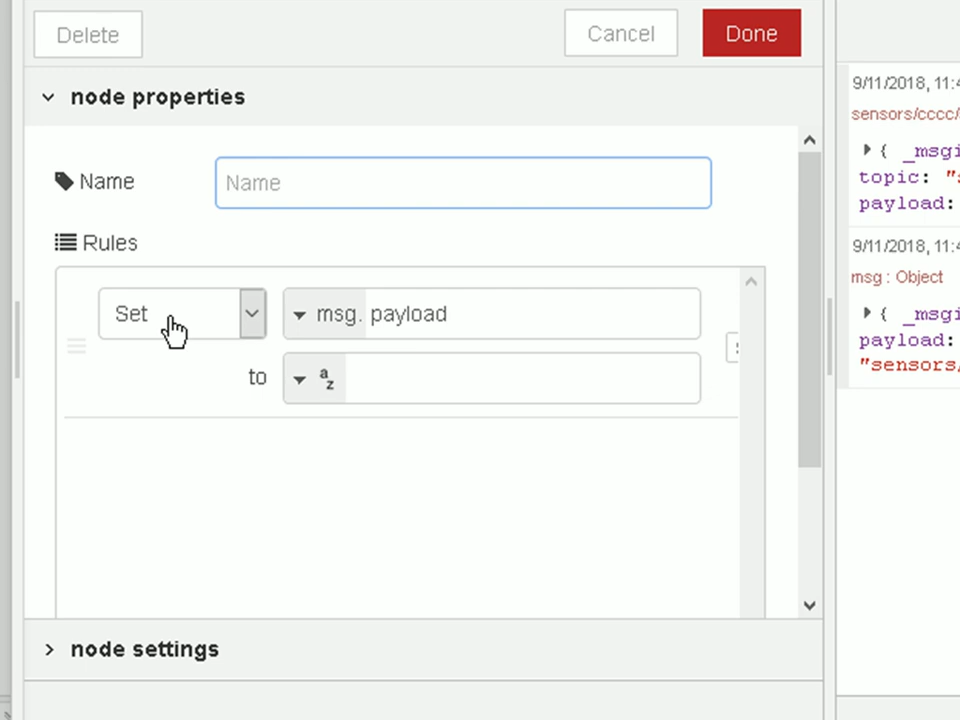 Delete
Cancel
Done
node properties
Name
Name
Rules
Set
msg. payload
to
az
node settings
9/11/2018, 11:4
sensors/cccc/
{ _msgi
topic: "s
payload:
9/11/2018, 11:4
msg : Object
{ _msgi
payload:
"sensors/